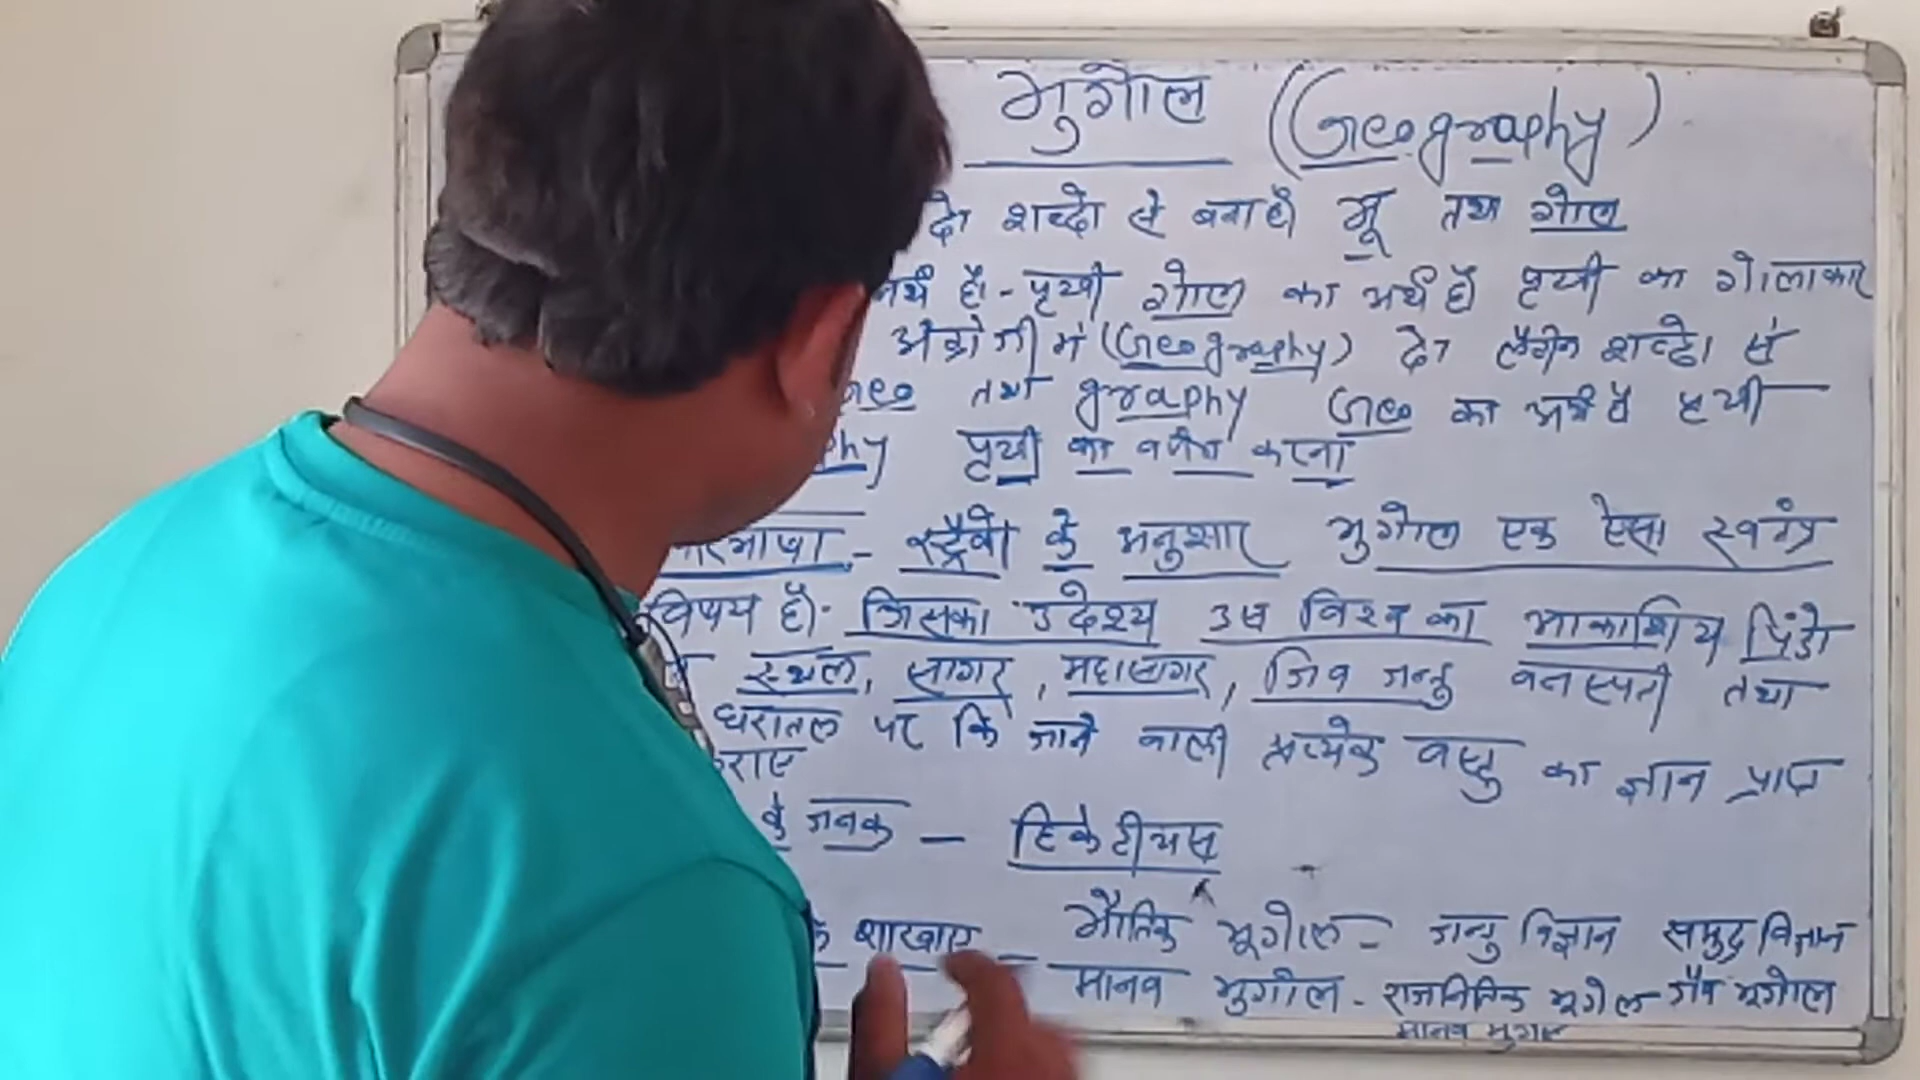 भुगोल (Geography)
दो शब्दो से बना है भू तथा गोल
अर्थ है - पृथ्वी गोल का अर्थ है पृथ्वी का गोलाकार
अंग्रेजी में (Geography) दो लैटीन शब्दो से
Geo तथा graphy Geo का अर्थ है पृथ्वी
phy पृथ्वी का वर्णन करना
परिभाषा - स्ट्रैबो के अनुसार भुगोल एक ऐसा स्वतंत्र
विषय है - जिसका उदेश्य उस विश्व का आकाशिय पिंडो
स्थल, सागर, महासागर, जिव जन्तु वनस्पती तथा
धरातल पर कि जाने वाली प्रत्येक वस्तु का ज्ञान प्राप्त
कराए
के जनक - हिकेटीयस
के शाखाए - भौतिक भूगोल - जन्तु विज्ञान समुद्र विज्ञान
मानव भुगोल - राजनितिक भूगोल जैव भूगोल
मानव भुगोल